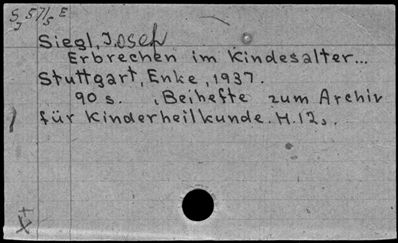 S 57/5 E
Siegl, Josef
Erbrechen im Kindesalter...
Stuttgart, Enke, 1937.
90 s. (Beihefte zum Archiv
für Kinderheilkunde. H.12).